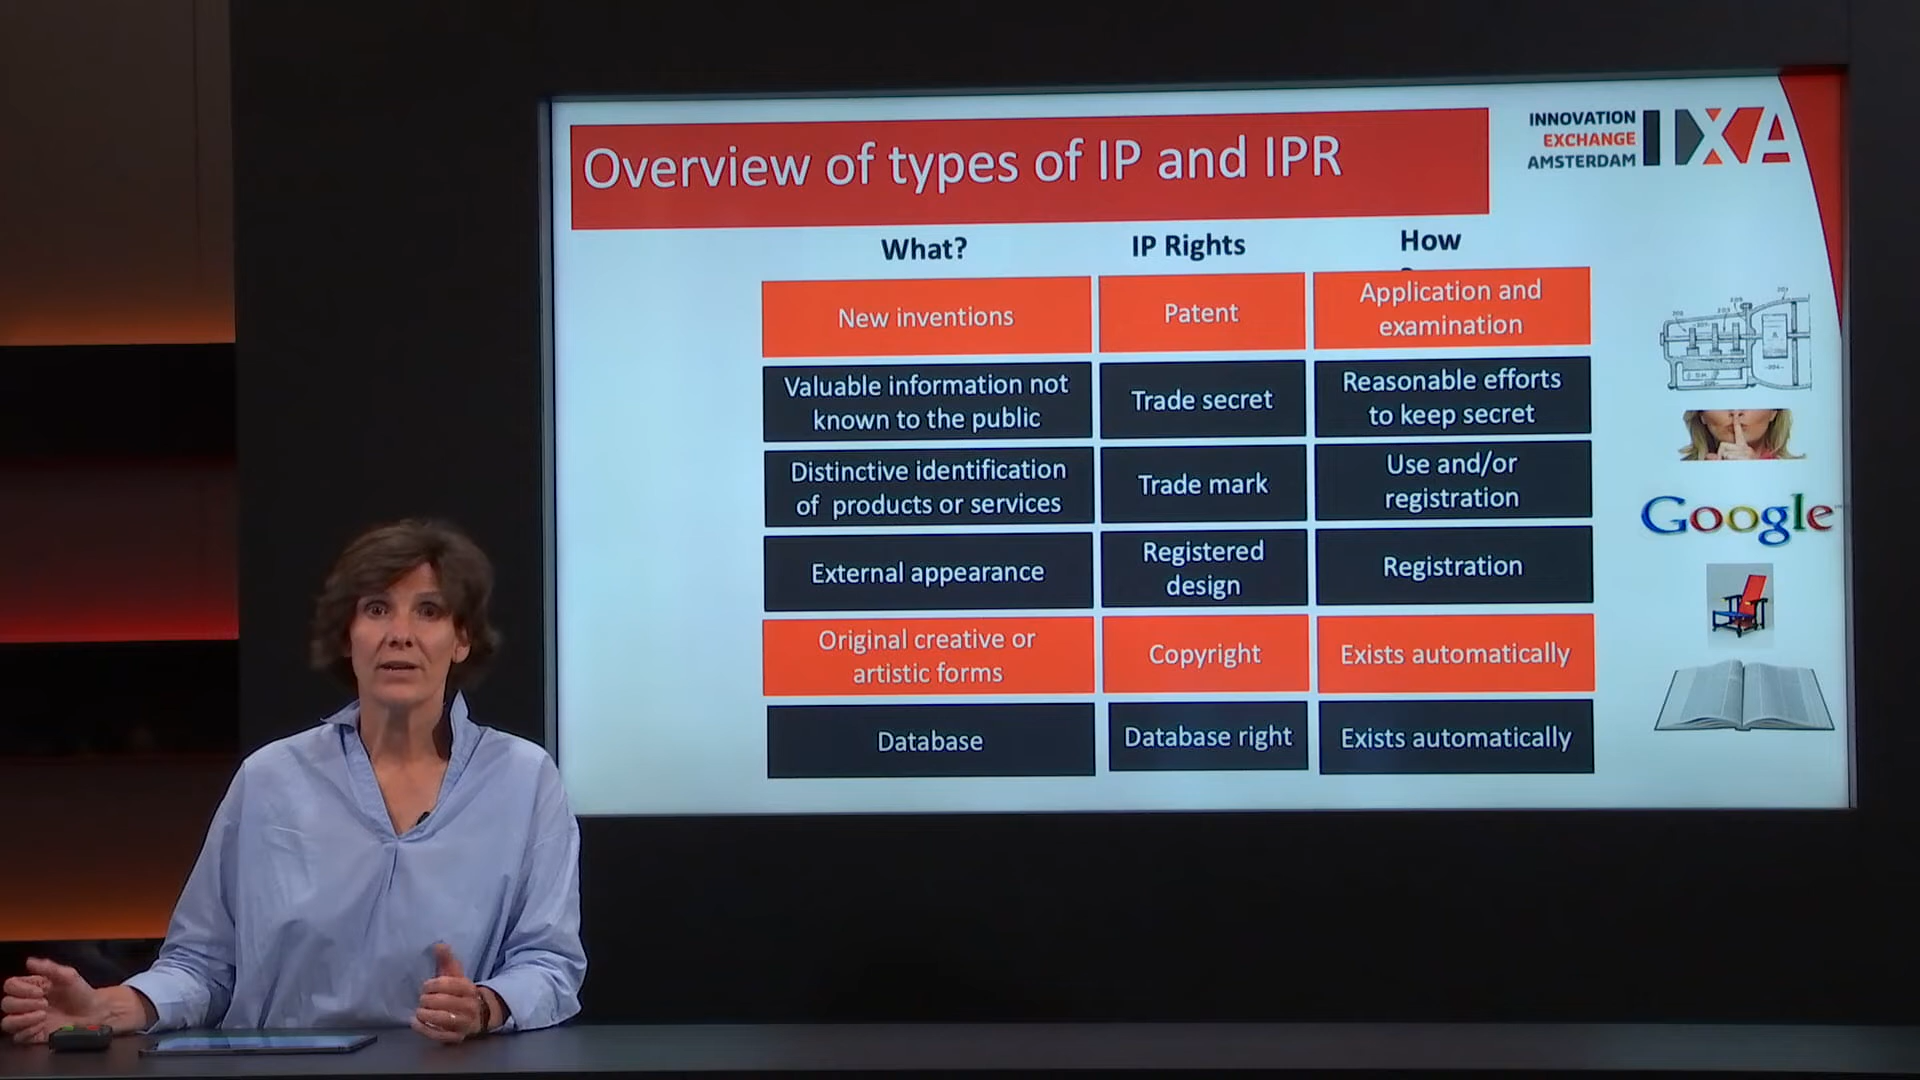 Overview of types of IP and IPR
INNOVATION
EXCHANGE
AMSTERDAM
IXA
What?
IP Rights
How
?
New inventions
Patent
Application and
examination
Valuable information not
known to the public
Trade secret
Reasonable efforts
to keep secret
Distinctive identification
of products or services
Trade mark
Use and/or
registration
Google
External appearance
Registered
design
Registration
Original creative or
artistic forms
Copyright
Exists automatically
Database
Database right
Exists automatically